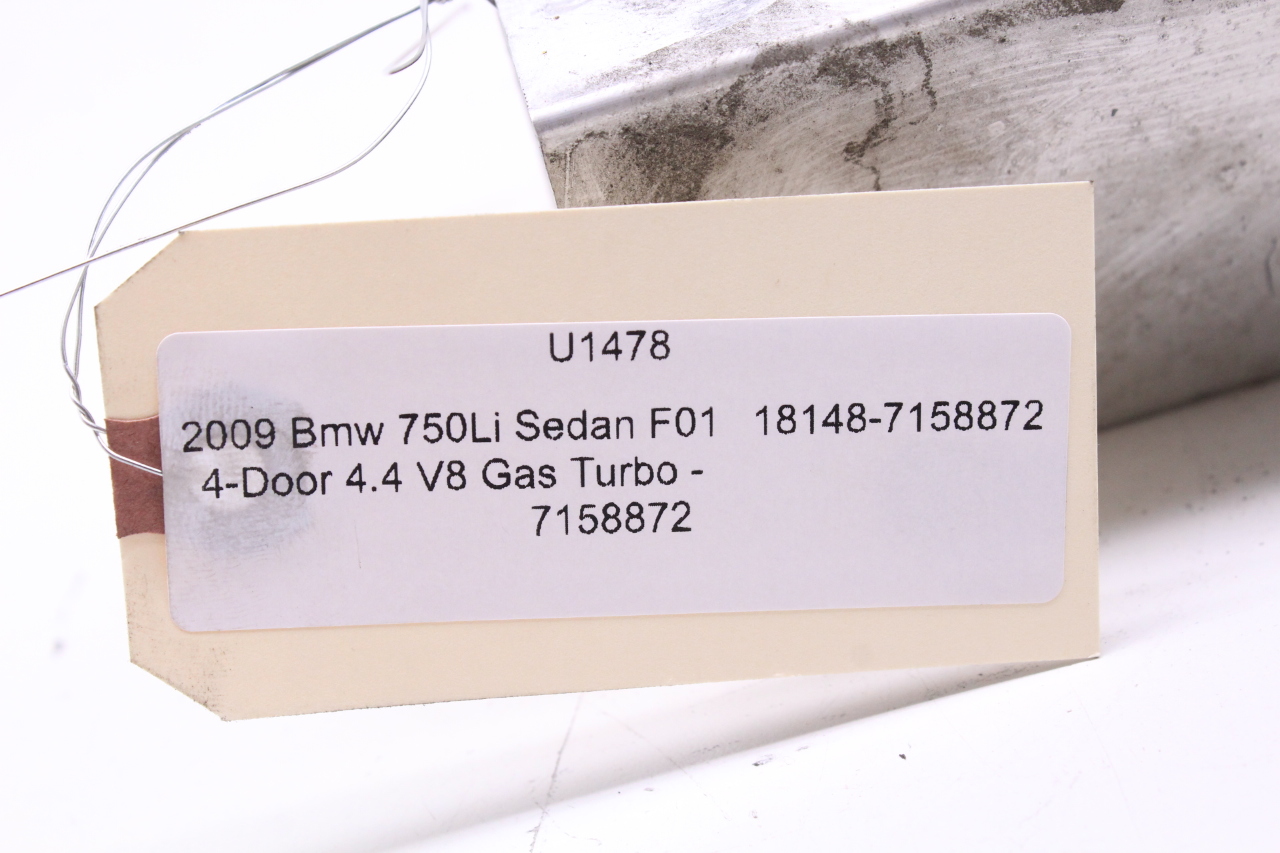 U1478
2009 Bmw 750Li Sedan F01 18148-7158872
4-Door 4.4 V8 Gas Turbo -
7158872